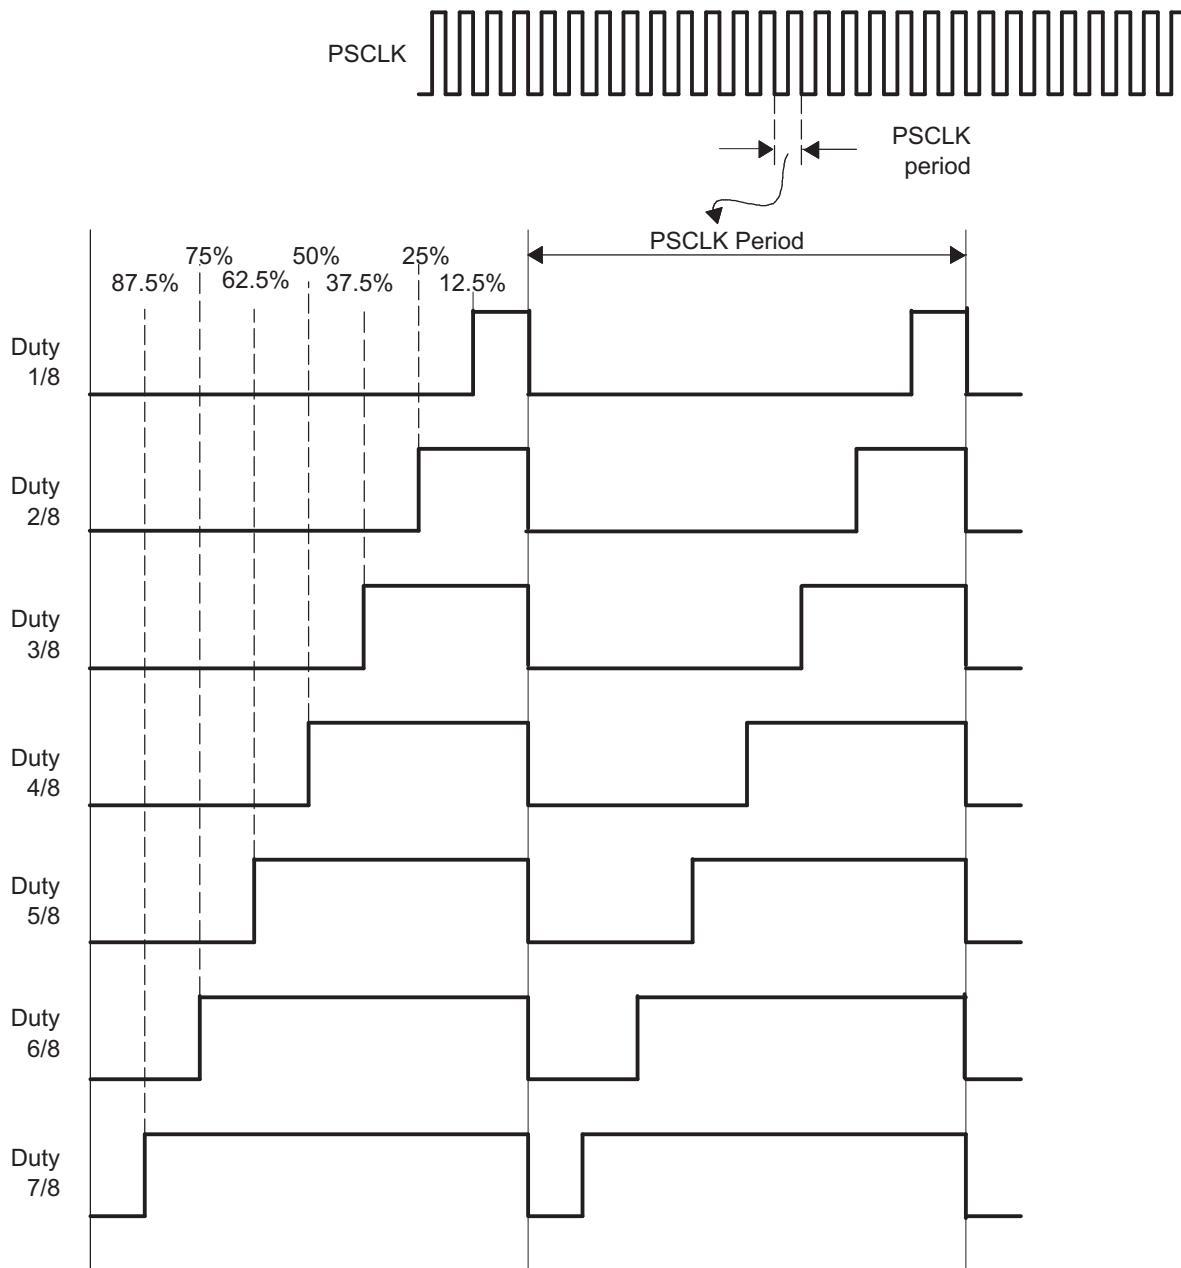 PSCLK
PSCLK
period
PSCLK Period
75%
50%
25%
87.5%
62.5%
37.5%
12.5%
Duty
1/8
Duty
2/8
Duty
3/8
Duty
4/8
Duty
5/8
Duty
6/8
Duty
7/8